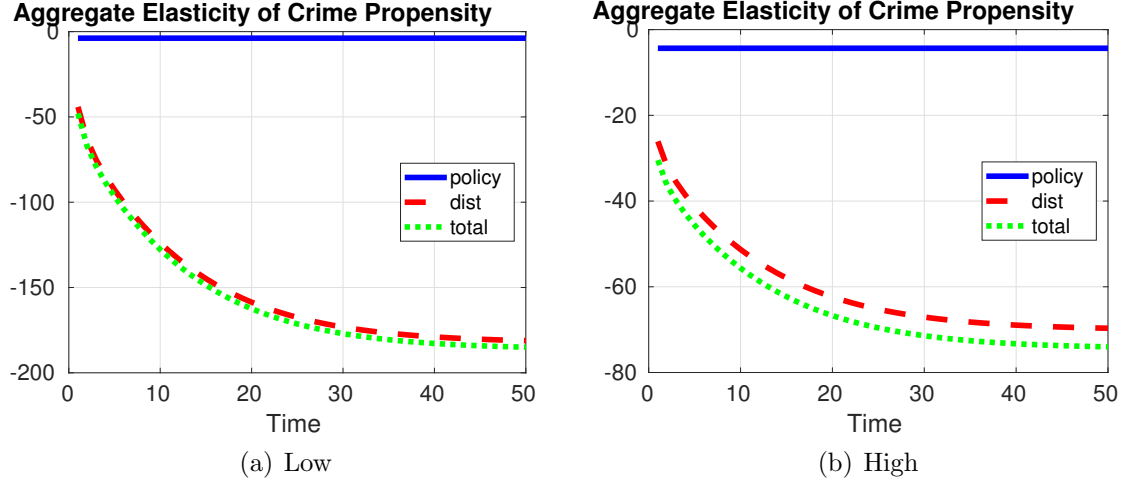 Aggregate Elasticity of Crime Propensity
0
-50
-100
-150
-200
0 10 20 30 40 50
Time
policy
dist
total
(a) Low
Aggregate Elasticity of Crime Propensity
0
-20
-40
-60
-80
0 10 20 30 40 50
Time
policy
dist
total
(b) High